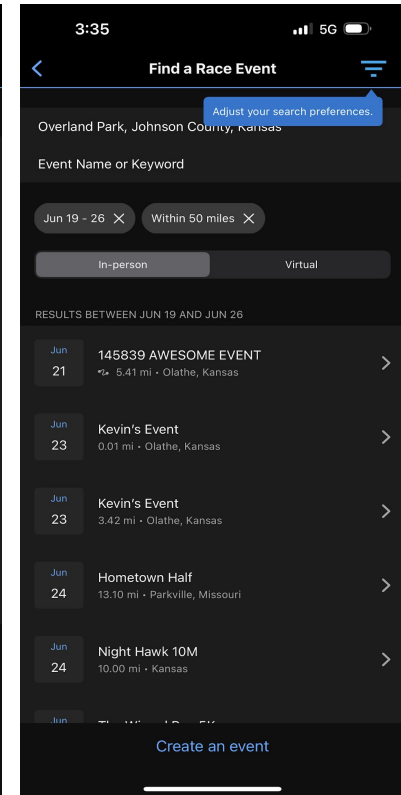 3:35
5G
Find a Race Event
Adjust your search preferences.
Overland Park, Johnson County, Kansas
Event Name or Keyword
Jun 19 - 26 X
Within 50 miles X
In-person
Virtual
RESULTS BETWEEN JUN 19 AND JUN 26
Jun
21
145839 AWESOME EVENT
5.41 mi • Olathe, Kansas
Jun
23
Kevin's Event
0.01 mi • Olathe, Kansas
Jun
23
Kevin's Event
3.42 mi • Olathe, Kansas
Jun
24
Hometown Half
13.10 mi • Parkville, Missouri
Jun
24
Night Hawk 10M
10.00 mi • Kansas
Jun
Create an event